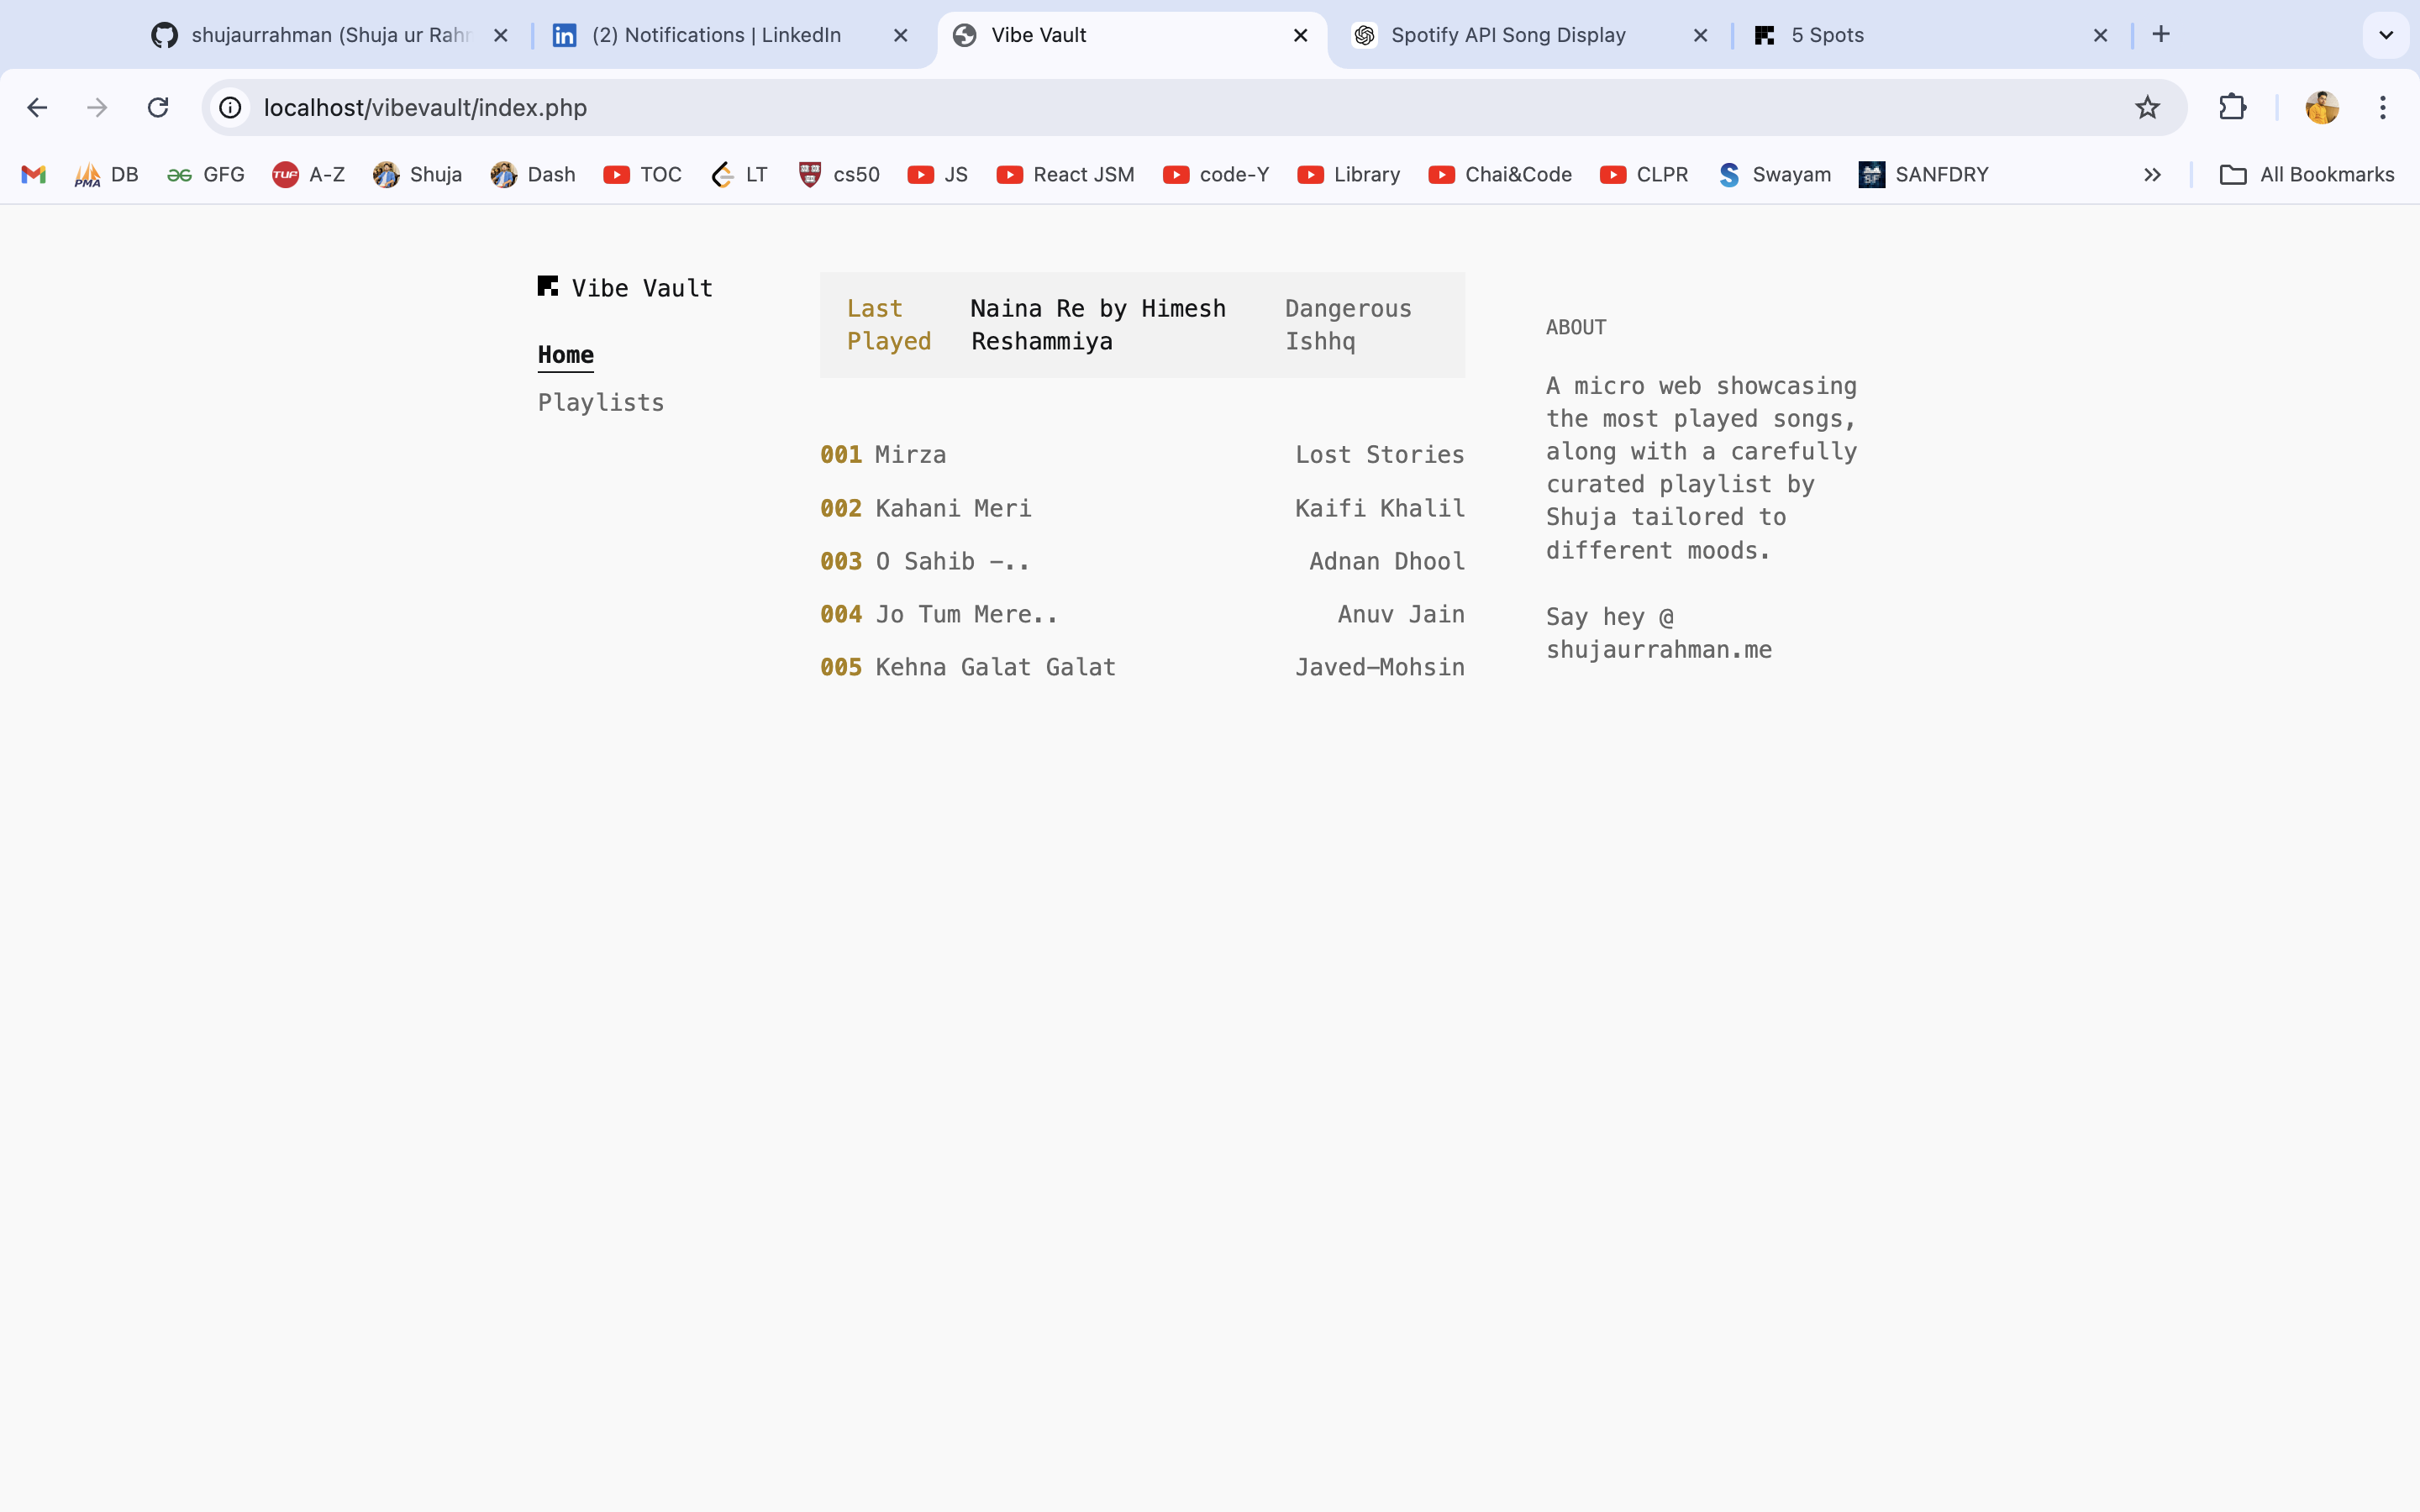 shujaurrahman (Shuja ur Rahm
(2) Notifications | LinkedIn
Vibe Vault
Spotify API Song Display
5 Spots
localhost/vibevault/index.php
DB
GFG
A-Z
Shuja
Dash
TOC
LT
cs50
JS
React JSM
code-Y
Library
Chai&Code
CLPR
Swayam
SANFDRY
All Bookmarks
Vibe Vault
Home
Playlists
Last
Played
Naina Re by Himesh
Reshammiya
Dangerous
Ishhq
001 Mirza Lost Stories
002 Kahani Meri Kaifi Khalil
003 O Sahib -.. Adnan Dhool
004 Jo Tum Mere.. Anuv Jain
005 Kehna Galat Galat Javed-Mohsin
ABOUT
A micro web showcasing
the most played songs,
along with a carefully
curated playlist by
Shuja tailored to
different moods.
Say hey @
shujaurrahman.me